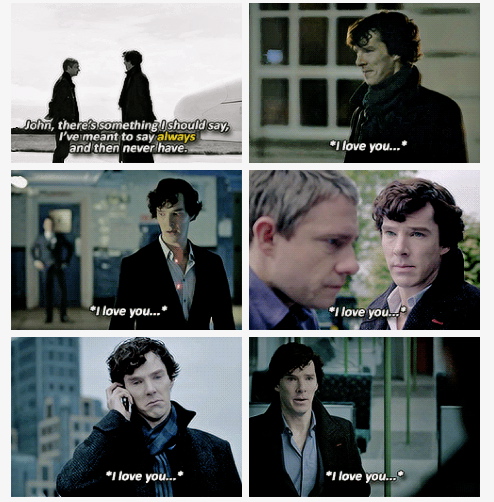 John, there's something I should say,
I've meant to say always
and then never have.
*I love you...*
*I love you...*
*I love you...*
*I love you...*
*I love you...*